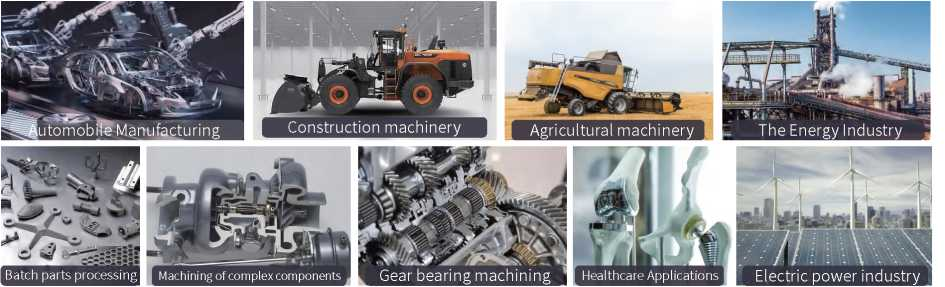 Automobile Manufacturing
Construction machinery
Agricultural machinery
The Energy Industry
Batch parts processing
Machining of complex components
Gear bearing machining
Healthcare Applications
Electric power industry